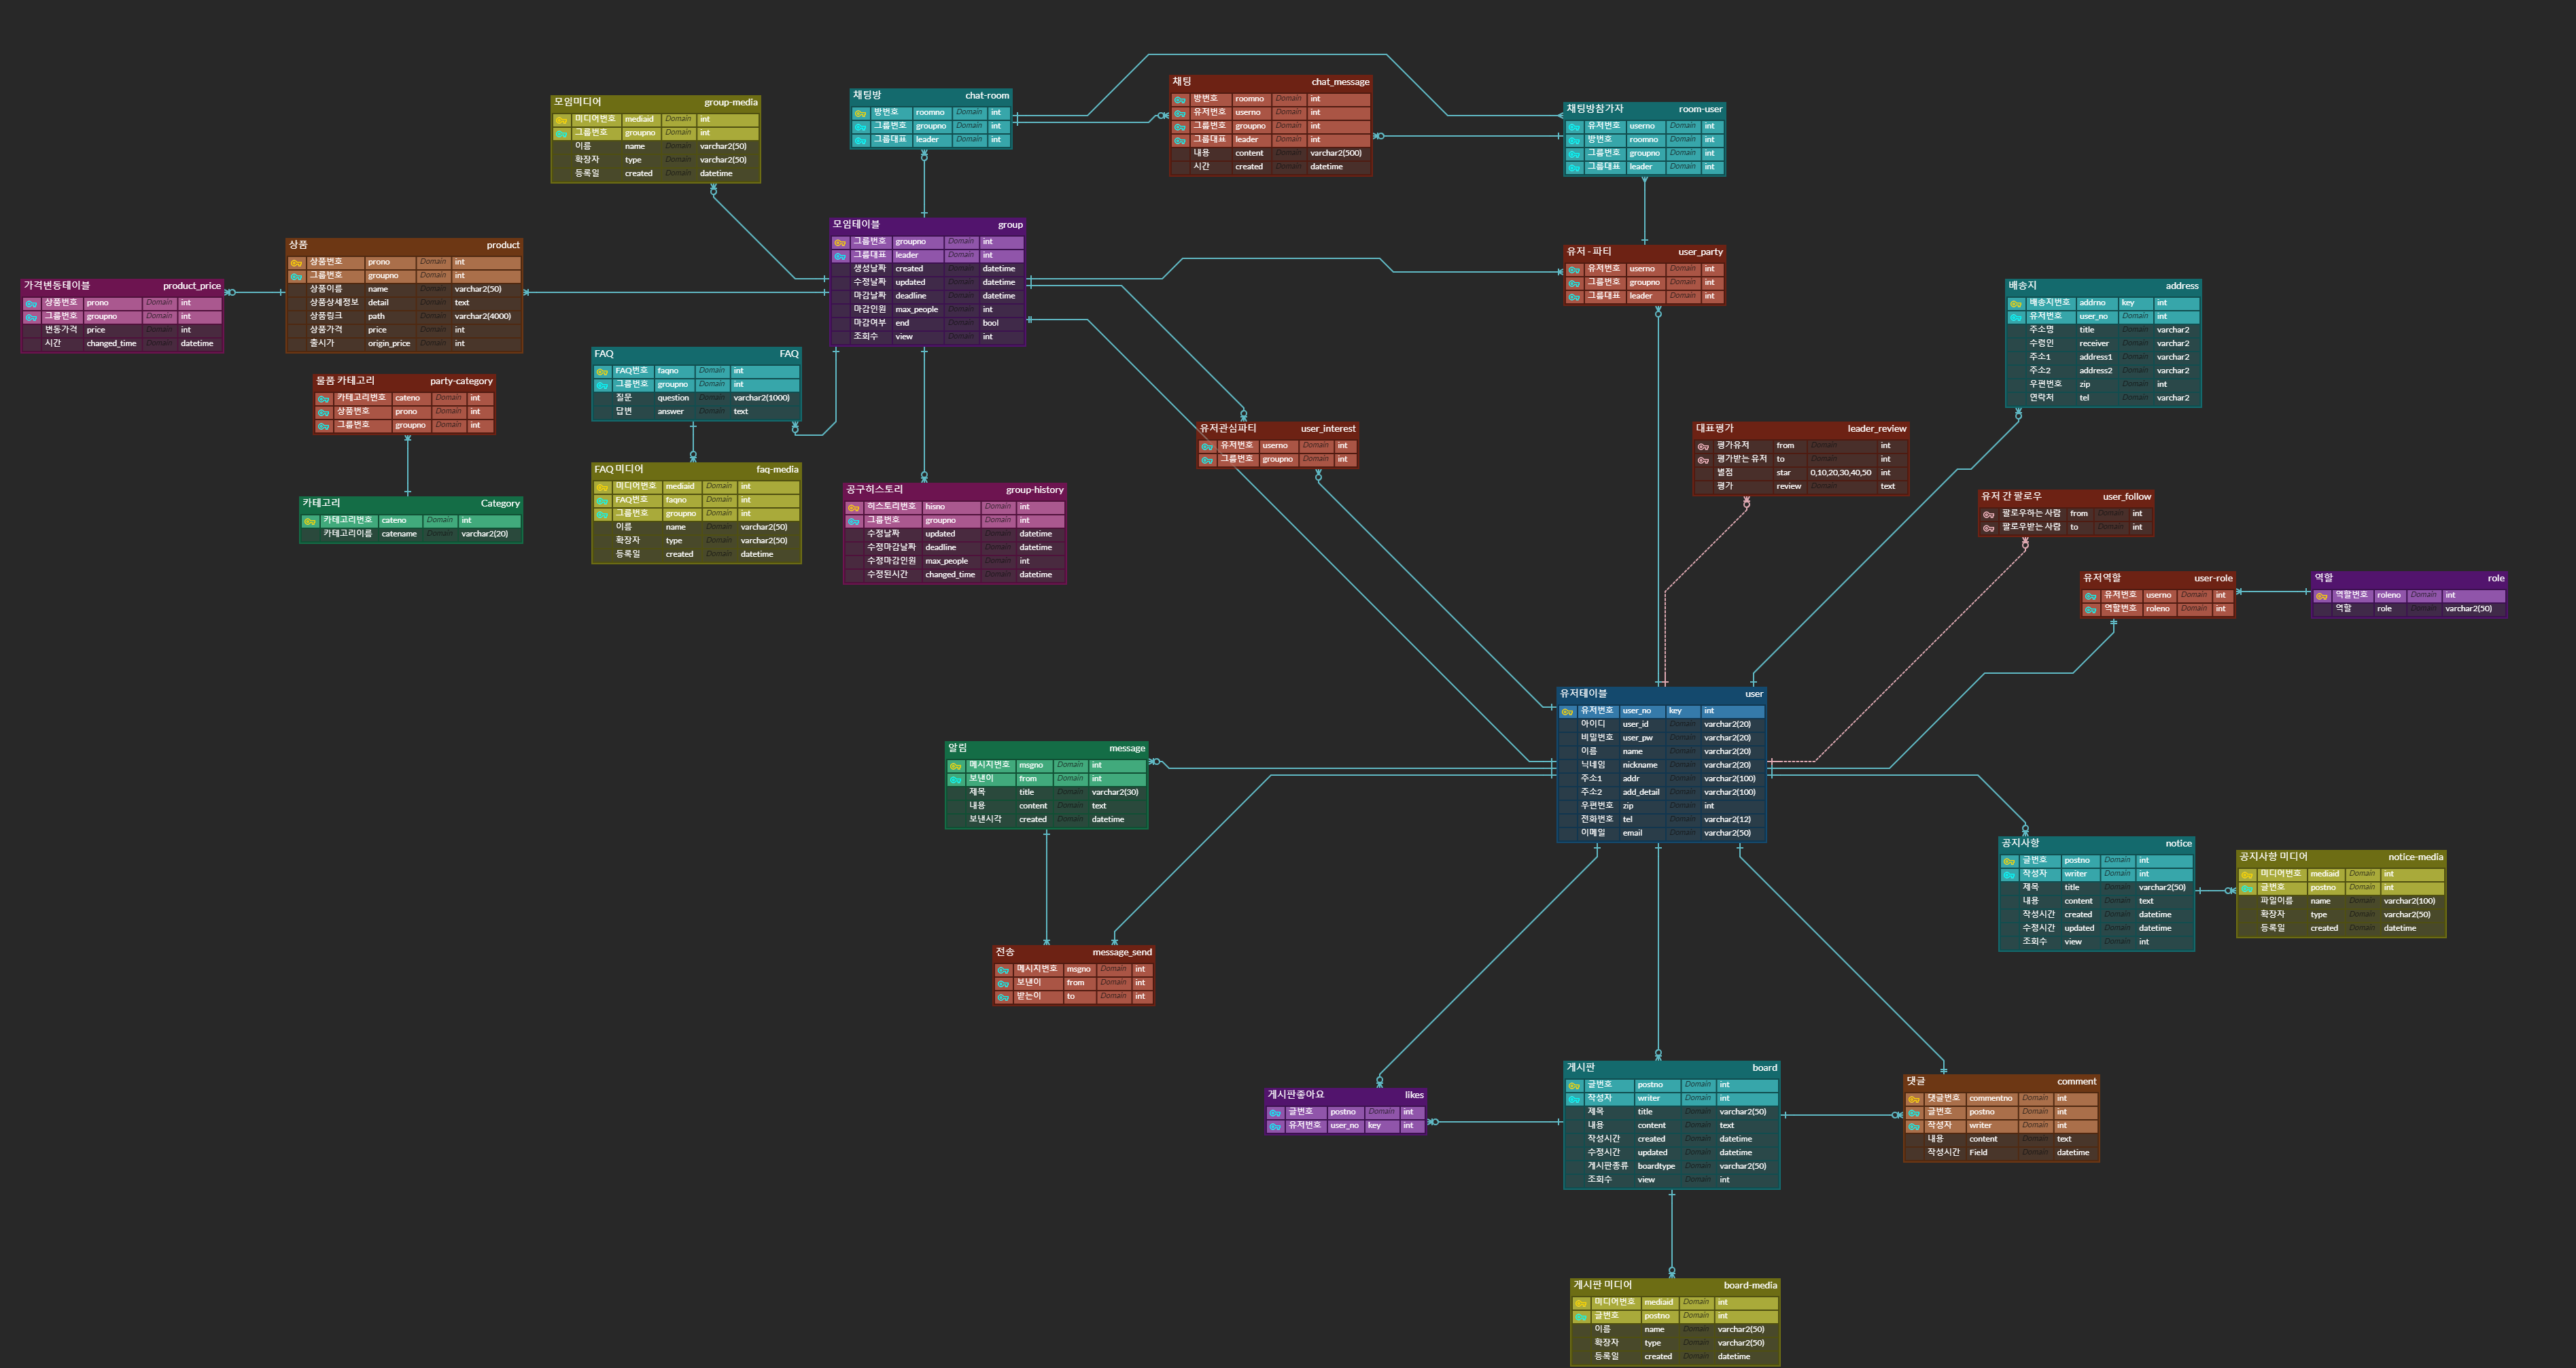 모임미디어 group-media
미디어번호 mediaid Domain int
그룹번호 groupno Domain int
이름 name Domain varchar2(50)
확장자 type Domain varchar2(50)
등록일 created Domain datetime
채팅방 chat-room
방번호 roomno Domain int
그룹번호 groupno Domain int
그룹대표 leader Domain int
채팅 chat_message
방번호 roomno Domain int
유저번호 userno Domain int
그룹번호 groupno Domain int
그룹대표 leader Domain int
내용 content Domain varchar2(500)
시간 created Domain datetime
채팅방참가자 room-user
유저번호 userno Domain int
방번호 roomno Domain int
그룹번호 groupno Domain int
그룹대표 leader Domain int
가격변동테이블 product_price
상품번호 prono Domain int
그룹번호 groupno Domain int
변동가격 price Domain int
시간 changed_time Domain datetime
상품 product
상품번호 prono Domain int
그룹번호 groupno Domain int
상품이름 name Domain varchar2(50)
상품상세정보 detail Domain text
상품링크 path Domain varchar2(4000)
상품가격 price Domain int
출시가 origin_price Domain int
모임테이블 group
그룹번호 groupno Domain int
그룹대표 leader Domain int
생성날짜 created Domain datetime
수정날짜 updated Domain datetime
마감날짜 deadline Domain datetime
마감인원 max_people Domain int
마감여부 end Domain bool
조회수 view Domain int
유저 - 파티 user_party
유저번호 userno Domain int
그룹번호 groupno Domain int
그룹대표 leader Domain int
배송지 address
배송지번호 addrno key int
유저번호 user_no Domain int
주소명 title Domain varchar2
수령인 receiver Domain varchar2
주소1 address1 Domain varchar2
주소2 address2 Domain varchar2
우편번호 zip Domain int
연락처 tel Domain varchar2
물품 카테고리 party-category
카테고리번호 cateno Domain int
상품번호 prono Domain int
그룹번호 groupno Domain int
카테고리 Category
카테고리번호 cateno Domain int
카테고리이름 catename Domain varchar2(20)
FAQ FAQ
FAQ번호 faqno Domain int
그룹번호 groupno Domain int
질문 question Domain varchar2(1000)
답변 answer Domain text
FAQ 미디어 faq-media
미디어번호 mediaid Domain int
FAQ번호 faqno Domain int
그룹번호 groupno Domain int
이름 name Domain varchar2(50)
확장자 type Domain varchar2(50)
등록일 created Domain datetime
공구히스토리 group-history
히스토리번호 hisno Domain int
그룹번호 groupno Domain int
수정날짜 updated Domain datetime
수정마감날짜 deadline Domain datetime
수정마감인원 max_people Domain int
수정된시간 changed_time Domain datetime
유저관심파티 user_interest
유저번호 userno Domain int
그룹번호 groupno Domain int
대표평가 leader_review
평가유저 from Domain int
평가받는 유저 to Domain int
별점 star 0,10,20,30,40,50 int
평가 review Domain text
유저 간 팔로우 user_follow
팔로우하는 사람 from Domain int
팔로우받는 사람 to Domain int
유저역할 user-role
유저번호 userno Domain int
역할번호 roleno Domain int
역할 role
역할번호 roleno Domain int
역할 role Domain varchar2(50)
유저테이블 user
유저번호 user_no key int
아이디 user_id Domain varchar2(20)
비밀번호 user_pw Domain varchar2(20)
이름 name Domain varchar2(20)
닉네임 nickname Domain varchar2(20)
주소1 addr Domain varchar2(100)
주소2 add_detail Domain varchar2(100)
우편번호 zip Domain int
전화번호 tel Domain varchar2(12)
이메일 email Domain varchar2(50)
알림 message
메시지번호 msgno Domain int
보낸이 from Domain int
제목 title Domain varchar2(30)
내용 content Domain text
보낸시각 created Domain datetime
전송 message_send
메시지번호 msgno Domain int
보낸이 from Domain int
받는이 to Domain int
공지사항 notice
글번호 postno Domain int
작성자 writer Domain int
제목 title Domain varchar2(50)
내용 content Domain text
작성시간 created Domain datetime
수정시간 updated Domain datetime
조회수 view Domain int
공지사항 미디어 notice-media
미디어번호 mediaid Domain int
글번호 postno Domain int
파일이름 name Domain varchar2(100)
확장자 type Domain varchar2(50)
등록일 created Domain datetime
게시판좋아요 likes
글번호 postno Domain int
유저번호 user_no key int
게시판 board
글번호 postno Domain int
작성자 writer Domain int
제목 title Domain varchar2(50)
내용 content Domain text
작성시간 created Domain datetime
수정시간 updated Domain datetime
게시판종류 boardtype Domain varchar2(50)
조회수 view Domain int
댓글 comment
댓글번호 commentno Domain int
글번호 postno Domain int
작성자 writer Domain int
내용 content Domain text
작성시간 Field Domain datetime
게시판 미디어 board-media
미디어번호 mediaid Domain int
글번호 postno Domain int
이름 name Domain varchar2(50)
확장자 type Domain varchar2(50)
등록일 created Domain datetime